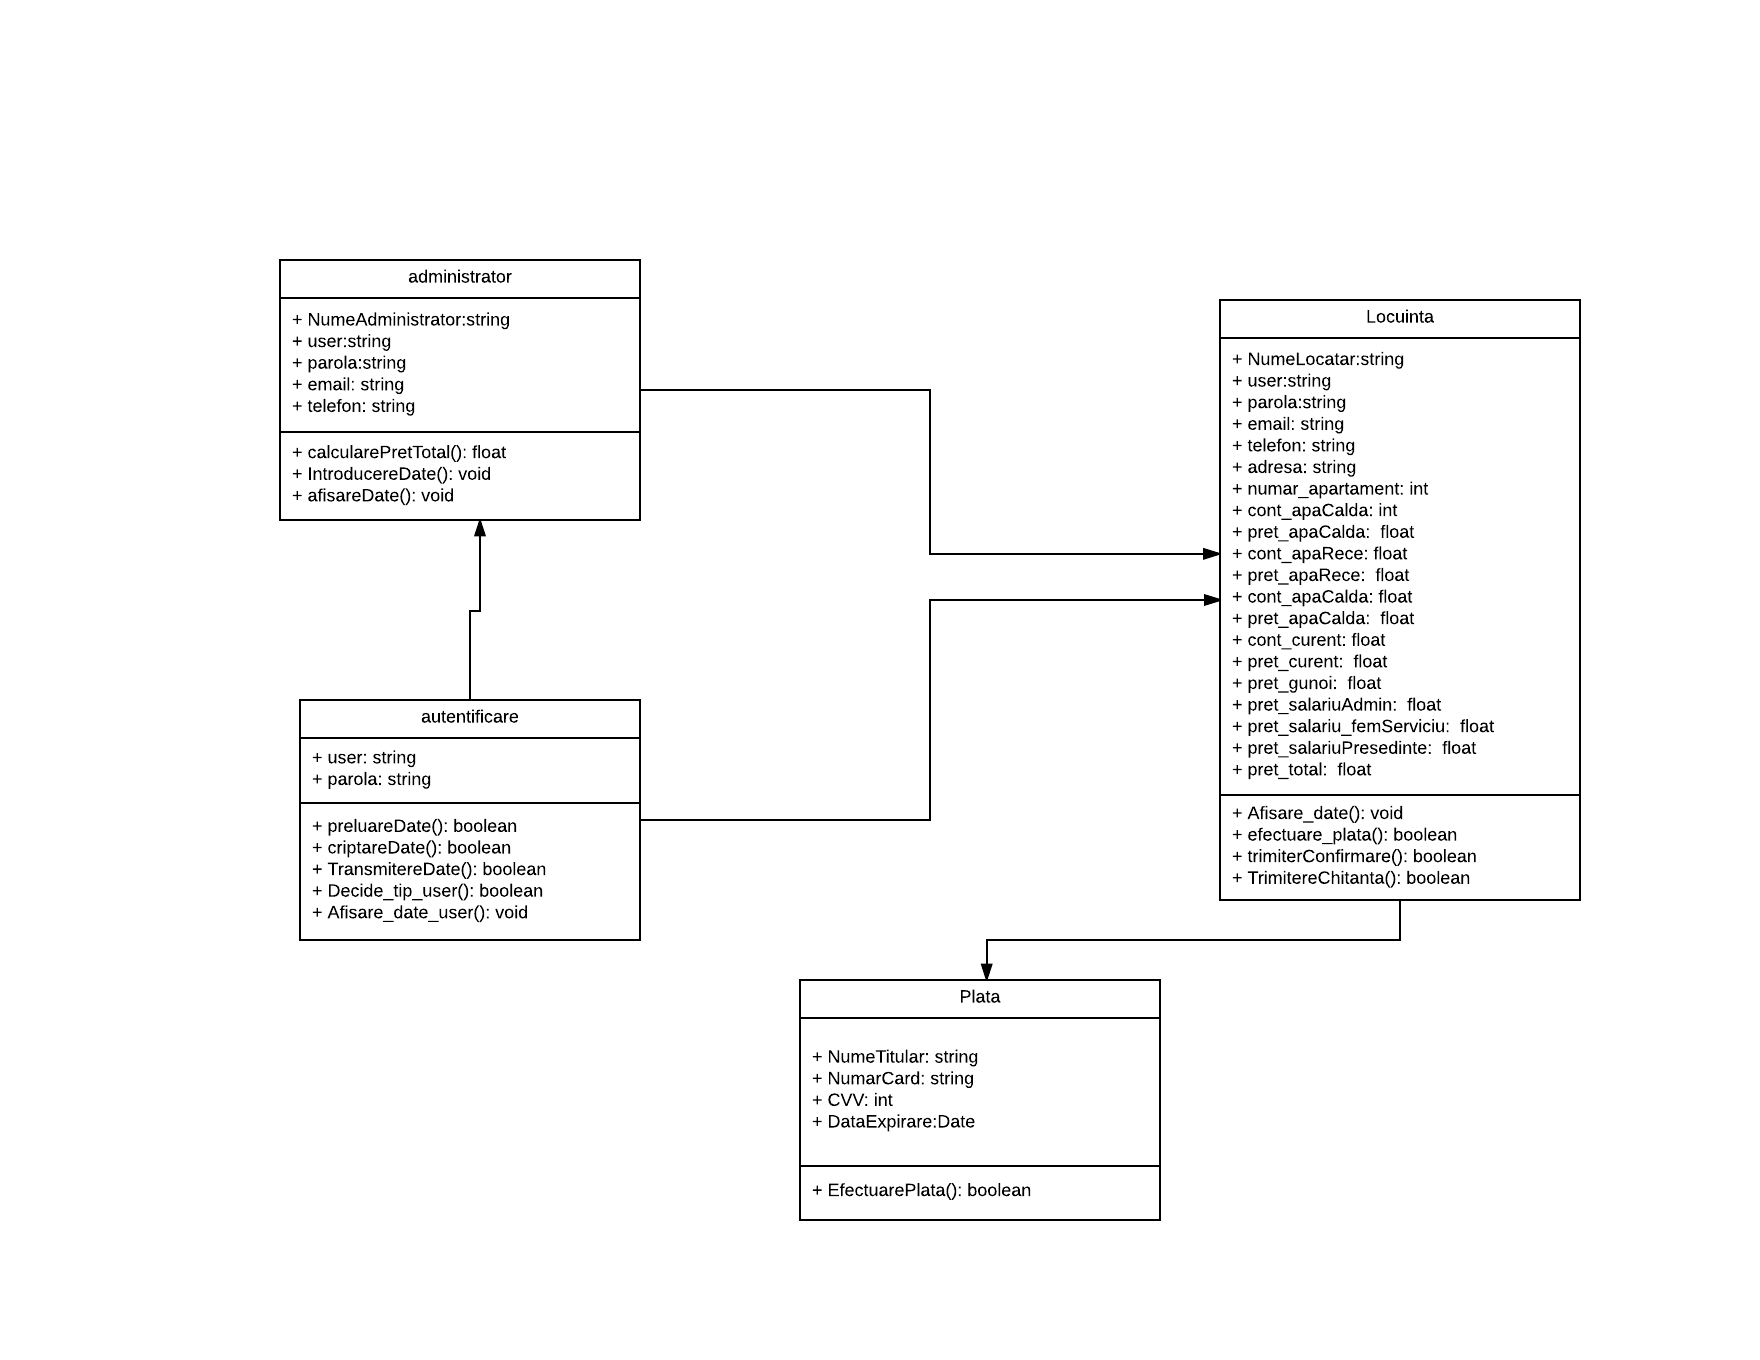 administrator
+ NumeAdministrator:string
+ user:string
+ parola:string
+ email: string
+ telefon: string
+ calcularePretTotal(): float
+ IntroducereDate(): void
+ afisareDate(): void
Locuinta
+ NumeLocatar:string
+ user:string
+ parola:string
+ email: string
+ telefon: string
+ adresa: string
+ numar_apartament: int
+ cont_apaCalda: int
+ pret_apaCalda:  float
+ cont_apaRece: float
+ pret_apaRece:  float
+ cont_apaCalda: float
+ pret_apaCalda:  float
+ cont_curent: float
+ pret_curent:  float
+ pret_gunoi:  float
+ pret_salariuAdmin:  float
+ pret_salariu_femServiciu:  float
+ pret_salariuPresedinte:  float
+ pret_total:  float
+ Afisare_date(): void
+ efectuare_plata(): boolean
+ trimiterConfirmare(): boolean
+ TrimitereChitanta(): boolean
autentificare
+ user: string
+ parola: string
+ preluareDate(): boolean
+ criptareDate(): boolean
+ TransmitereDate(): boolean
+ Decide_tip_user(): boolean
+ Afisare_date_user(): void
Plata
+ NumeTitular: string
+ NumarCard: string
+ CVV: int
+ DataExpirare:Date
+ EfectuarePlata(): boolean